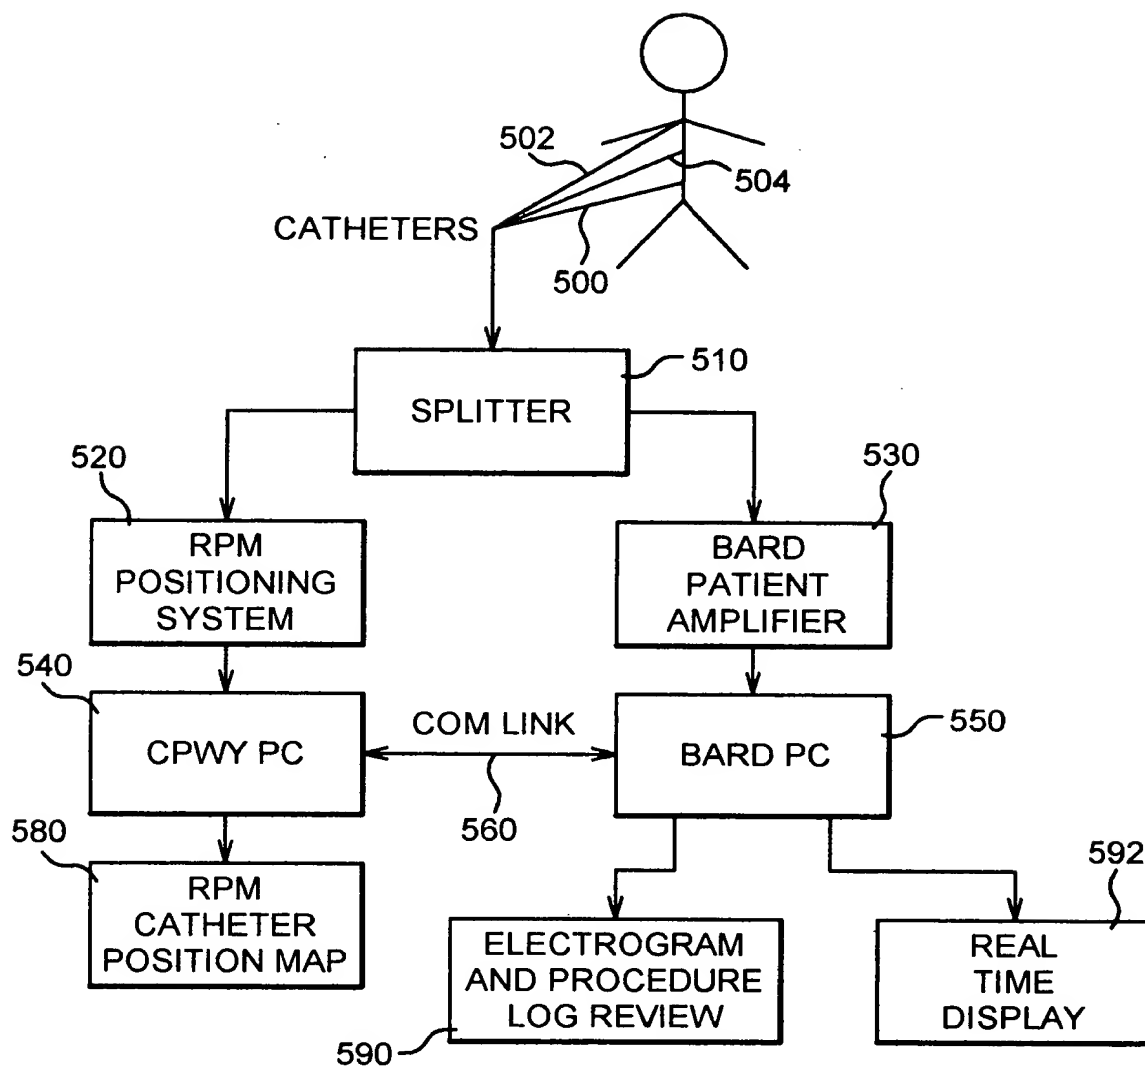 502
504
CATHETERS
500
510
SPLITTER
520
530
RPM
POSITIONING
SYSTEM
BARD
PATIENT
AMPLIFIER
540
550
CPWY PC
COM LINK
BARD PC
560
580
592
RPM
CATHETER
POSITION MAP
ELECTROGRAM
AND PROCEDURE
LOG REVIEW
REAL
TIME
DISPLAY
590